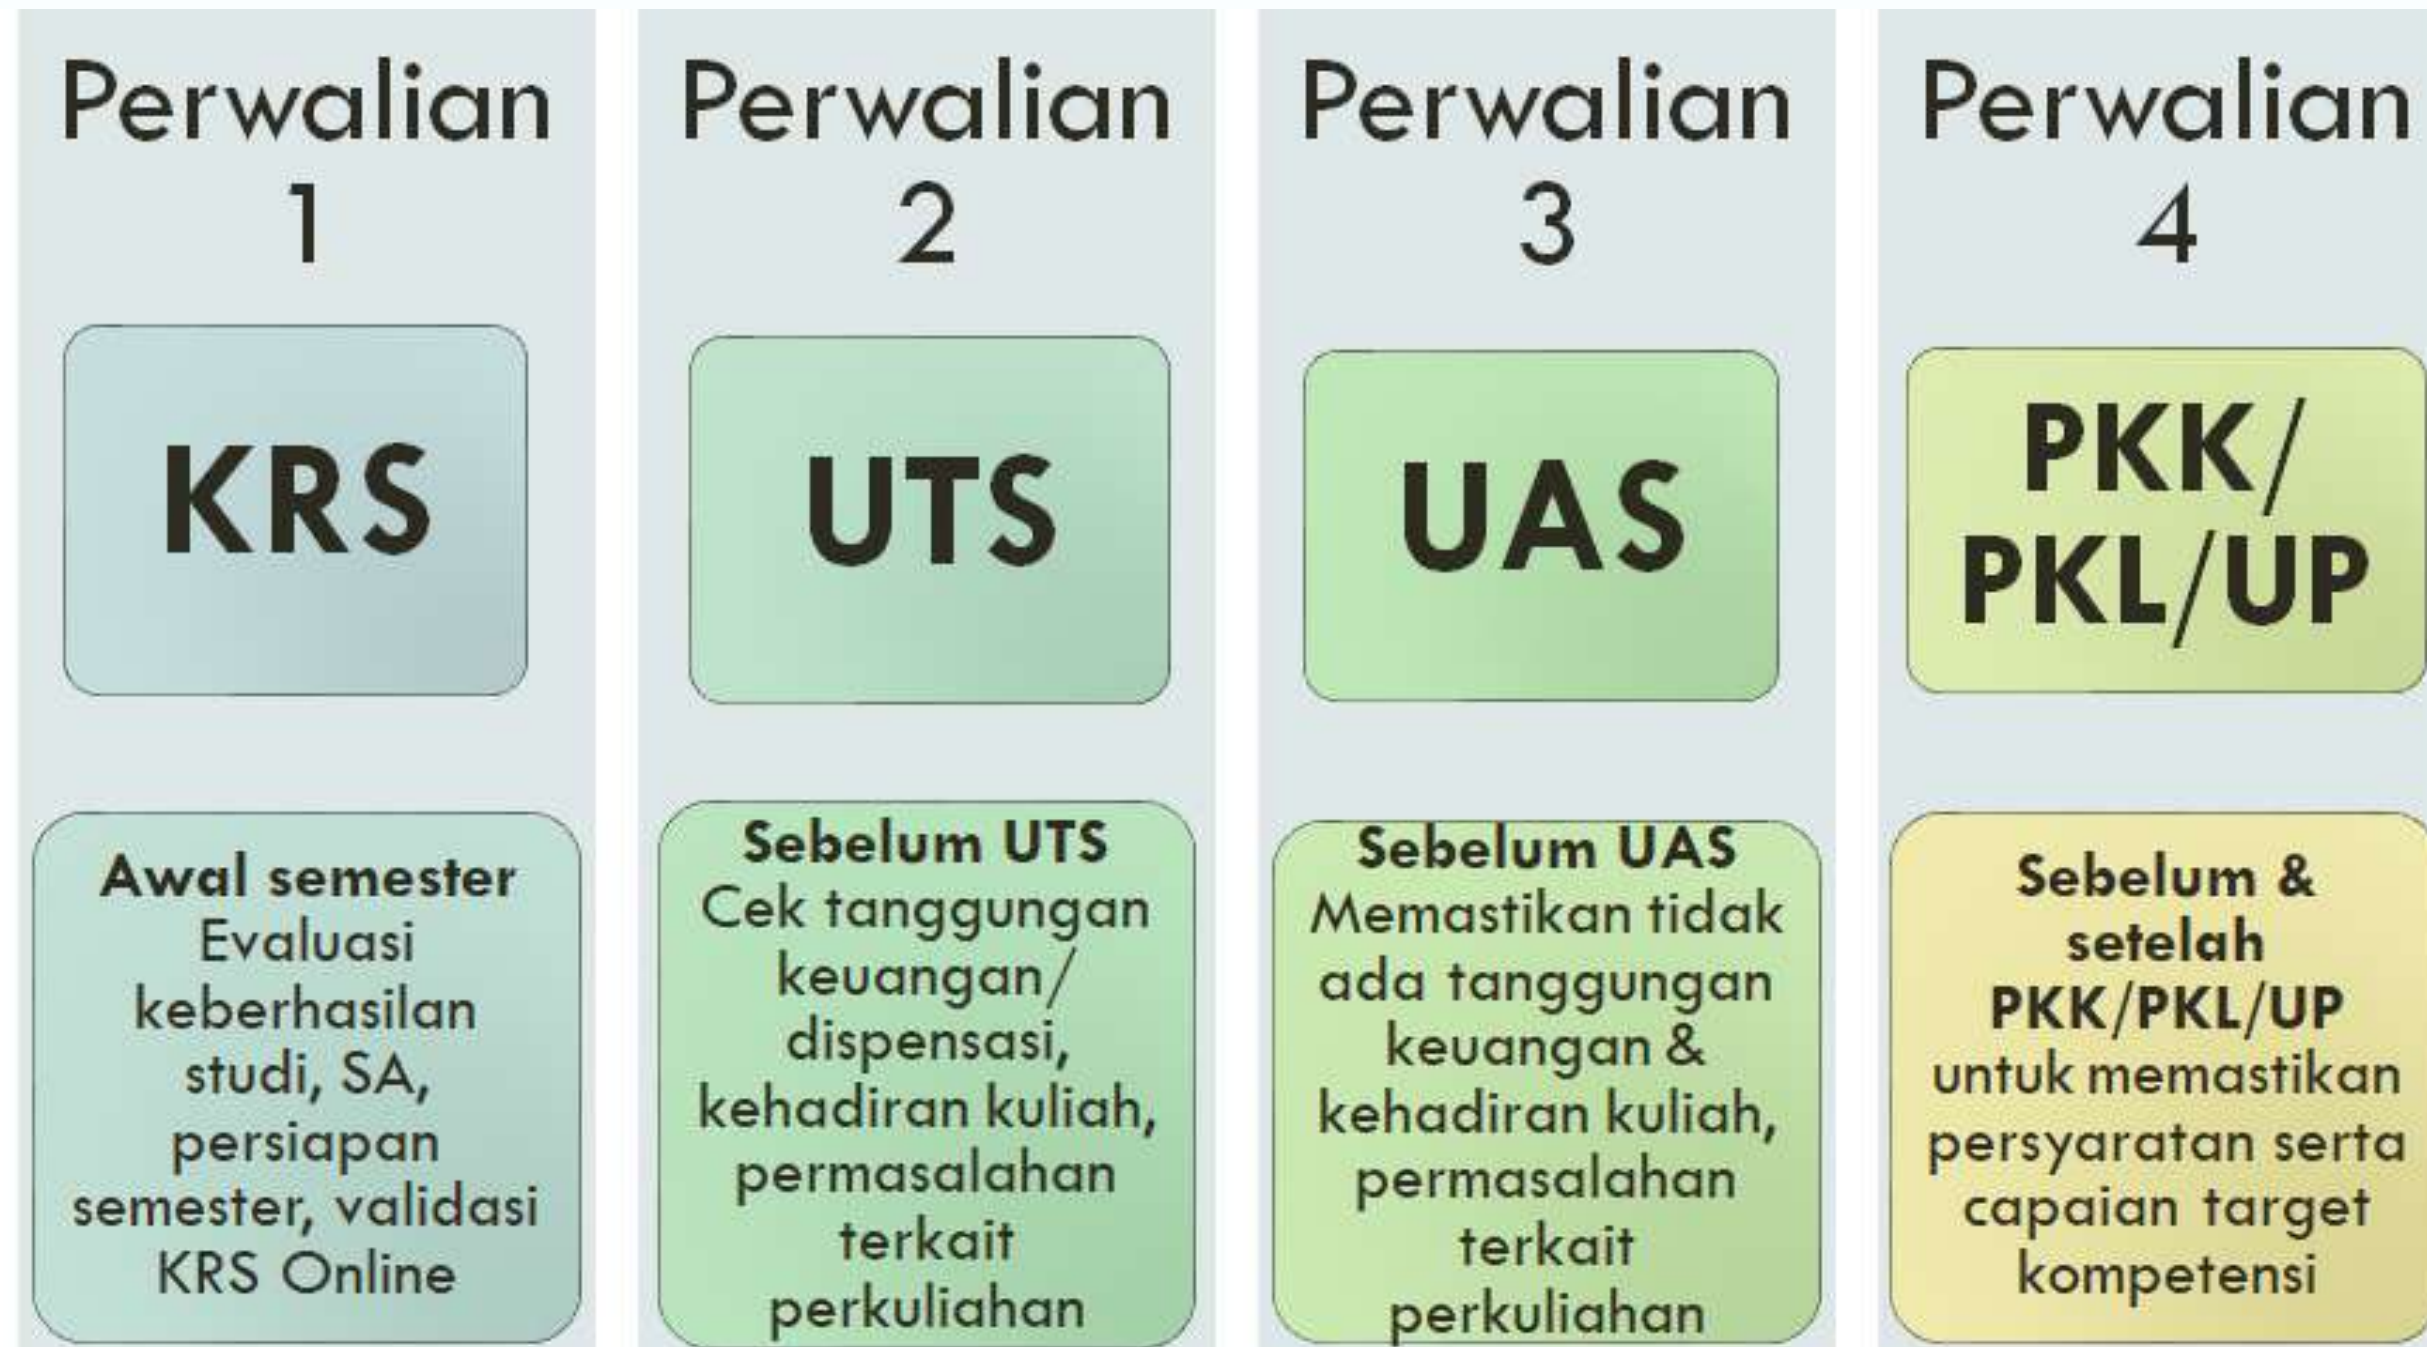 Perwalian
1
KRS
Awal semester
Evaluasi
keberhasilan
studi, SA,
persiapan
semester, validasi
KRS Online
Perwalian
2
UTS
Sebelum UTS
Cek tanggungan
keuangan/
dispensasi,
kehadiran kuliah,
permasalahan
terkait
perkuliahan
Perwalian
3
UAS
Sebelum UAS
Memastikan tidak
ada tanggungan
keuangan &
kehadiran kuliah,
permasalahan
terkait
perkuliahan
Perwalian
4
PKK/
PKL/UP
Sebelum &
setelah
PKK/PKL/UP
untuk memastikan
persyaratan serta
capaian target
kompetensi